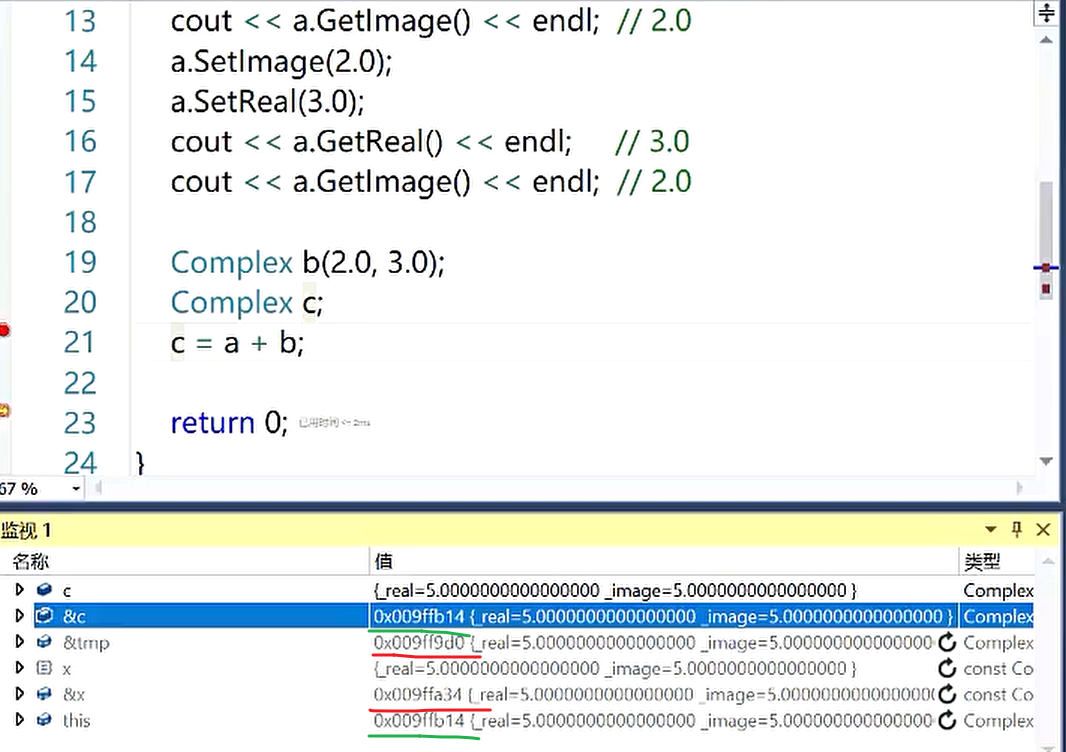 13 cout << a.GetImage() << endl; // 2.0
14 a.SetImage(2.0);
15 a.SetReal(3.0);
16 cout << a.GetReal() << endl; // 3.0
17 cout << a.GetImage() << endl; // 2.0
18
19 Complex b(2.0, 3.0);
20 Complex c;
21 c = a + b;
22
23 return 0; 已用时间 <= 2ms
24 }
67 %
监视 1
名称 值 类型
c {_real=5.0000000000000000 _image=5.0000000000000000 } Complex
&c 0x009ffb14 {_real=5.0000000000000000 _image=5.0000000000000000 } Complex
&tmp 0x009ff9d0 {_real=5.0000000000000000 _image=5.0000000000000000 Complex
x {_real=5.0000000000000000 _image=5.0000000000000000 } const Co
&x 0x009ffa34 {_real=5.0000000000000000 _image=5.0000000000000000 const Co
this 0x009ffb14 {_real=5.0000000000000000 _image=5.0000000000000000 Complex